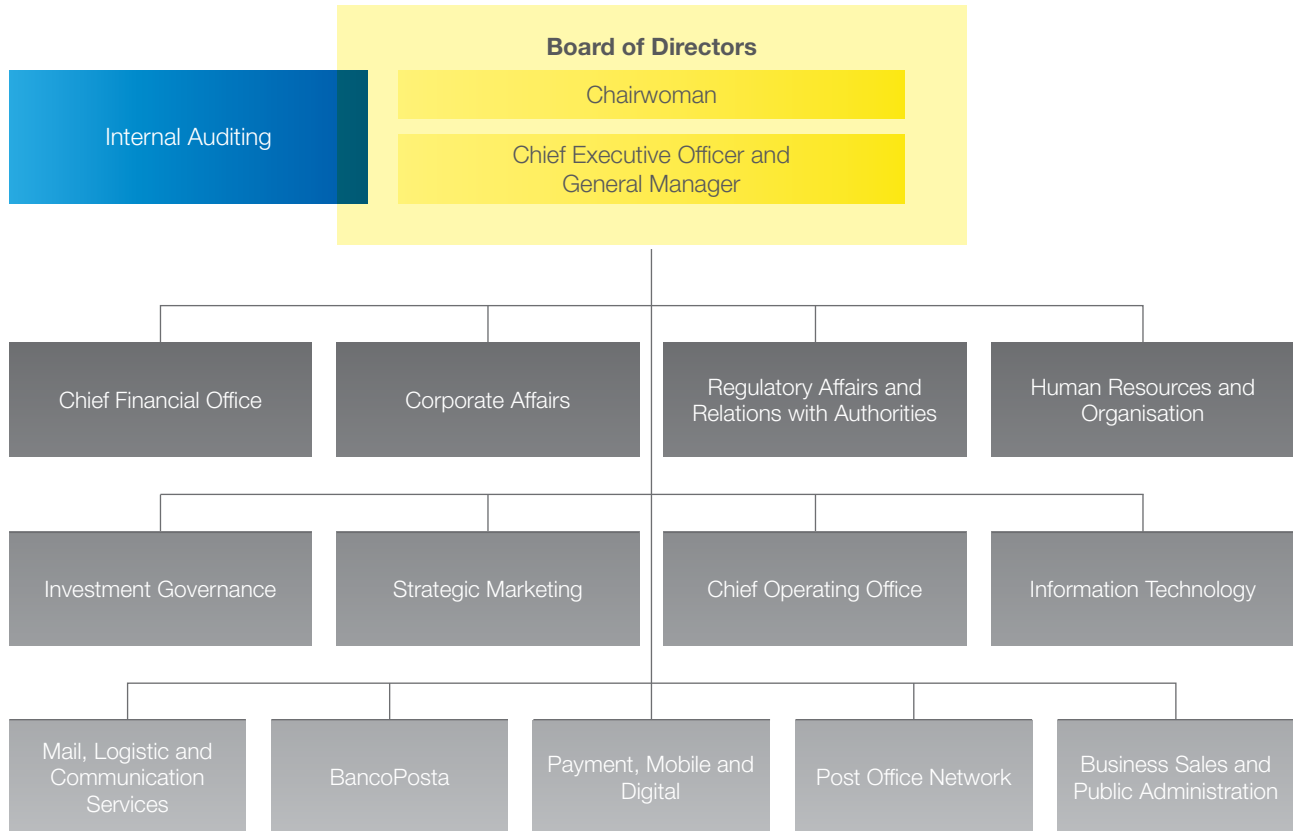 Board of Directors
Chairwoman
Internal Auditing
Chief Executive Officer and
General Manager
Chief Financial Office
Corporate Affairs
Regulatory Affairs and
Relations with Authorities
Human Resources and
Organisation
Investment Governance
Strategic Marketing
Chief Operating Office
Information Technology
Mail, Logistic and
Communication
Services
BancoPosta
Payment, Mobile and
Digital
Post Office Network
Business Sales and
Public Administration